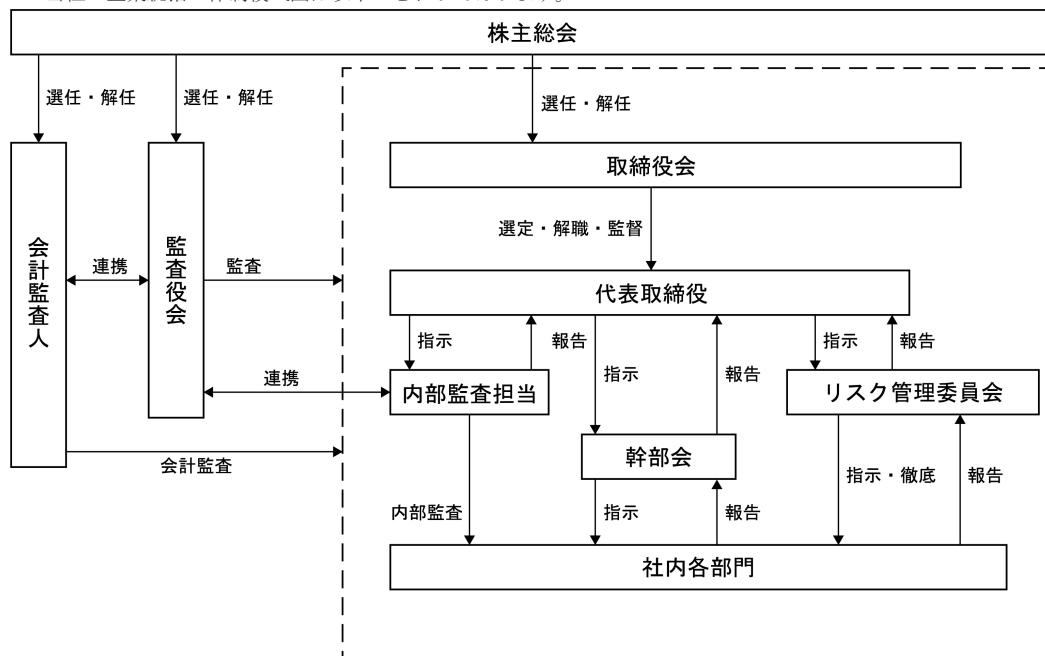 株主総会
選任・解任
選任・解任
選任・解任
取締役会
選定・解職・監督
会計監査人
連携
監査役会
監査
代表取締役
指示
報告
指示
報告
指示
報告
連携
内部監査担当
リスク管理委員会
会計監査
幹部会
内部監査
指示
報告
指示・徹底
報告
社内各部門